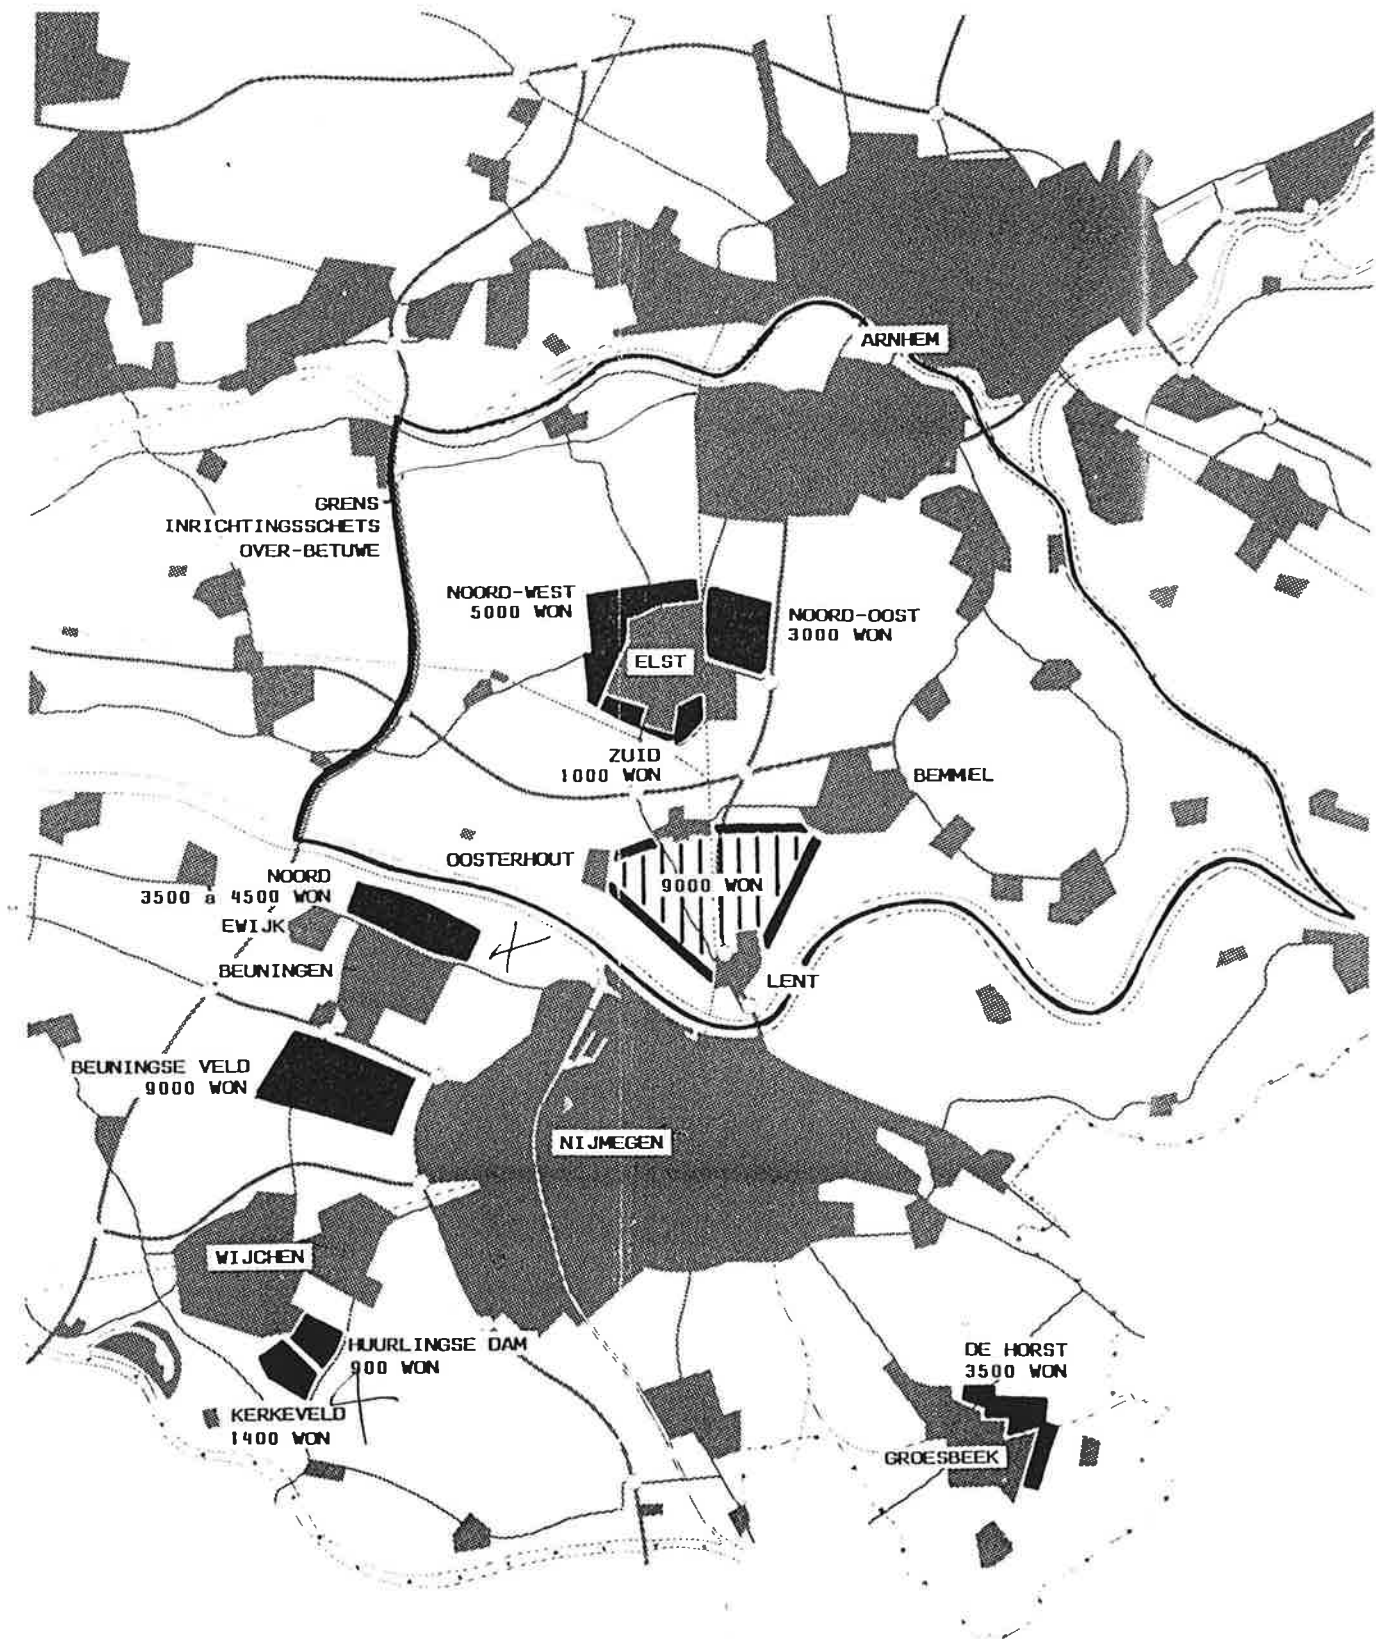 ARNHEM
GRENS
INRICHTINGSSCHETS
OVER-BETUWE
NOORD-WEST
5000 WON
NOORD-OOST
3000 WON
ELST
ZUID
1000 WON
BEMMEL
OOSTERHOUT
9000 WON
NOORD
3500 a 4500 WON
EWIJK
BEUNINGEN
LENT
BEUNINGSE VELD
9000 WON
NIJMEGEN
WIJCHEN
HUURLINGSE DAM
900 WON
DE HORST
3500 WON
KERKEVELD
1400 WON
GROESBEEK